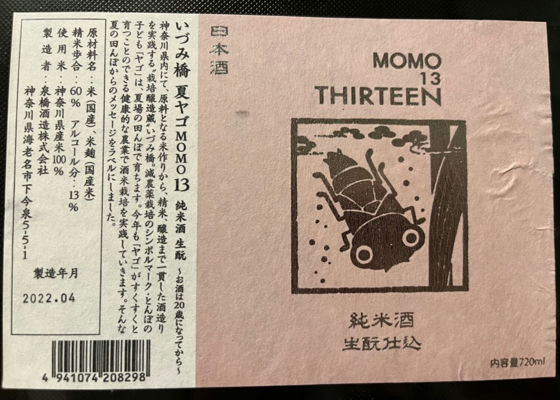 日本酒
MOMO
13
THIRTEEN
純米酒
生酛仕込
内容量720ml
いづみ橋 夏ヤゴMOMO13 純米酒 生酛 ～お酒は20歳になってから～
神奈川県内にて、原料となる米作りから、精米、醸造まで一貫した酒造り
を実践する、栽培醸造蔵・いづみ橋。減農薬栽培のシンボルマーク・とんぼの
子ども「ヤゴ」は、夏場の田んぼで育ちます。今年も「ヤゴ」がすくすくと
育つことのできる健康的な農業で酒米栽培を実践していきます。そんな
夏の田んぼからのメッセージをラベルにしました。
原材料名：米(国産)、米麹(国産米)
精米歩合：60% アルコール分：13%
使用米：神奈川県産米100%
製造者：泉橋酒造株式会社
神奈川県海老名市下今泉5-5-1
製造年月
2022.04
4 941074 208298